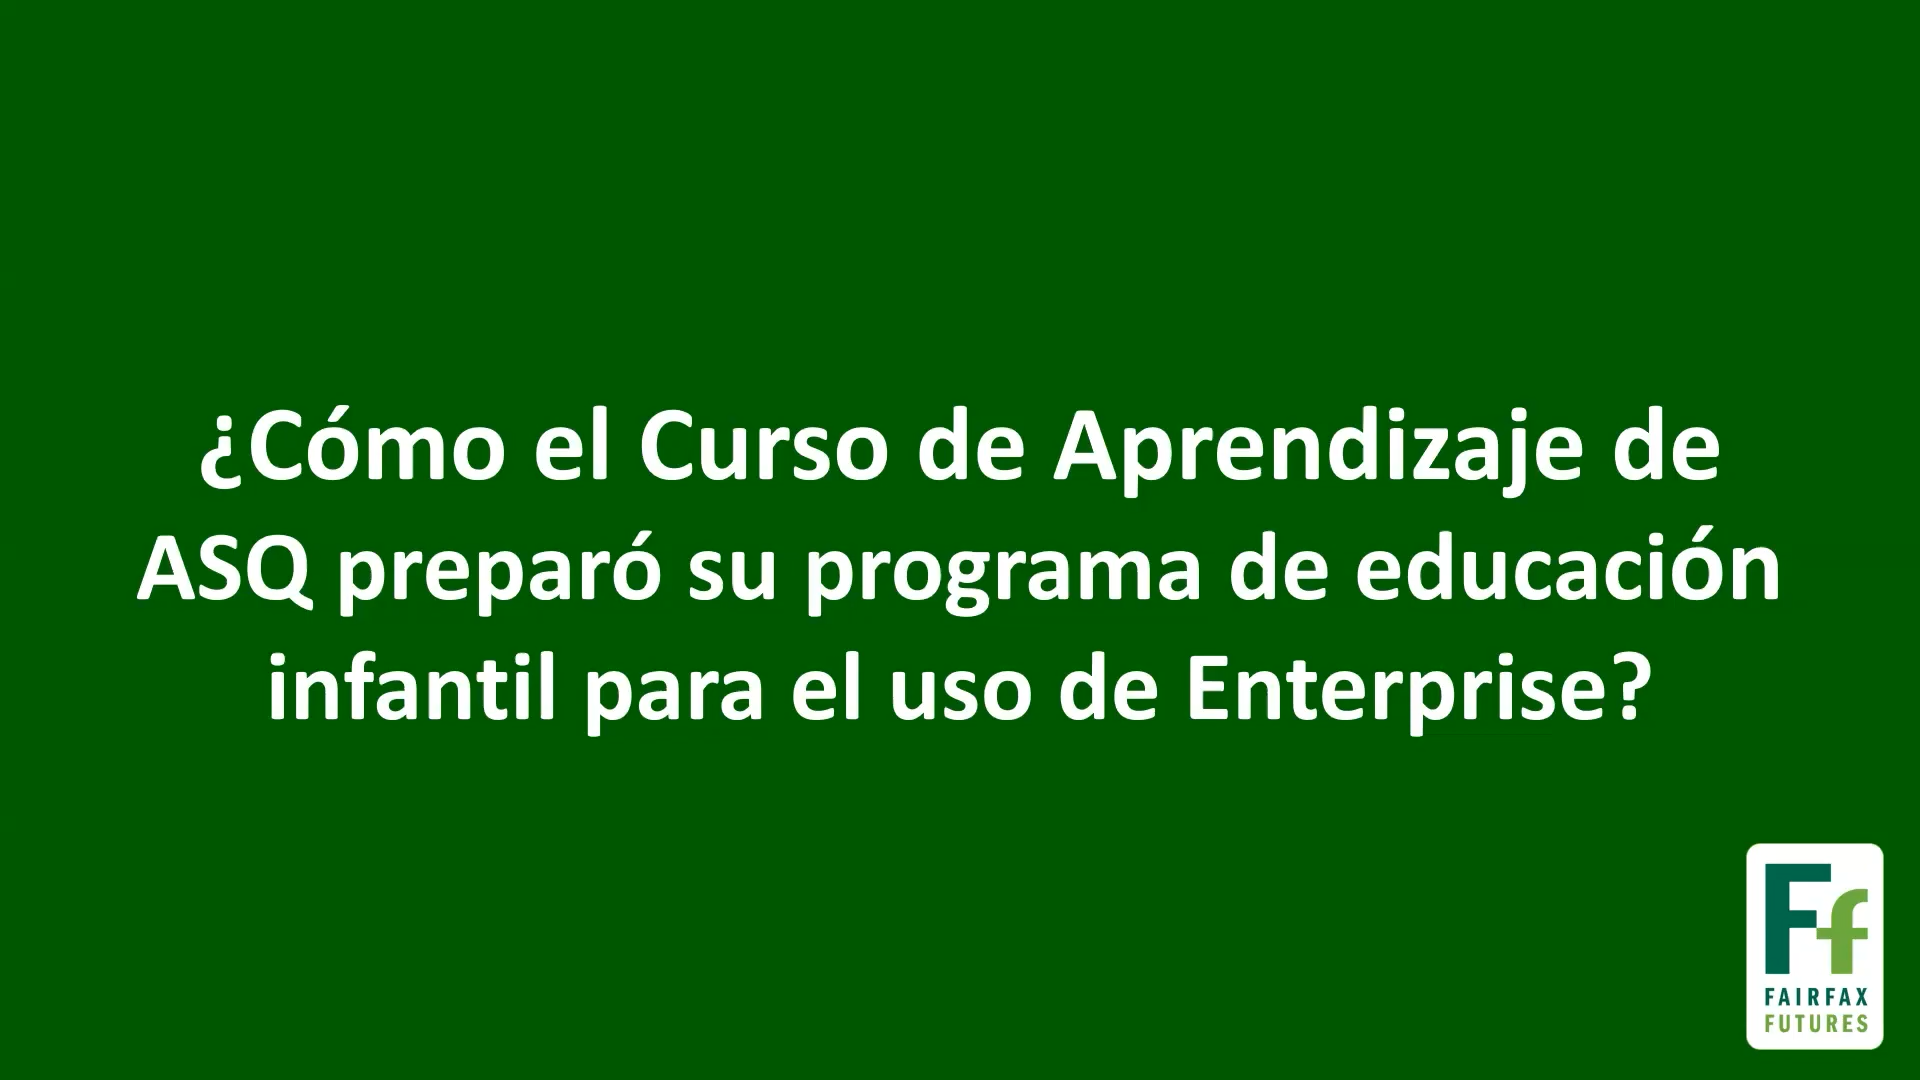 ¿Cómo el Curso de Aprendizaje de
ASQ preparó su programa de educación
infantil para el uso de Enterprise?
Ff
FAIRFAX
FUTURES